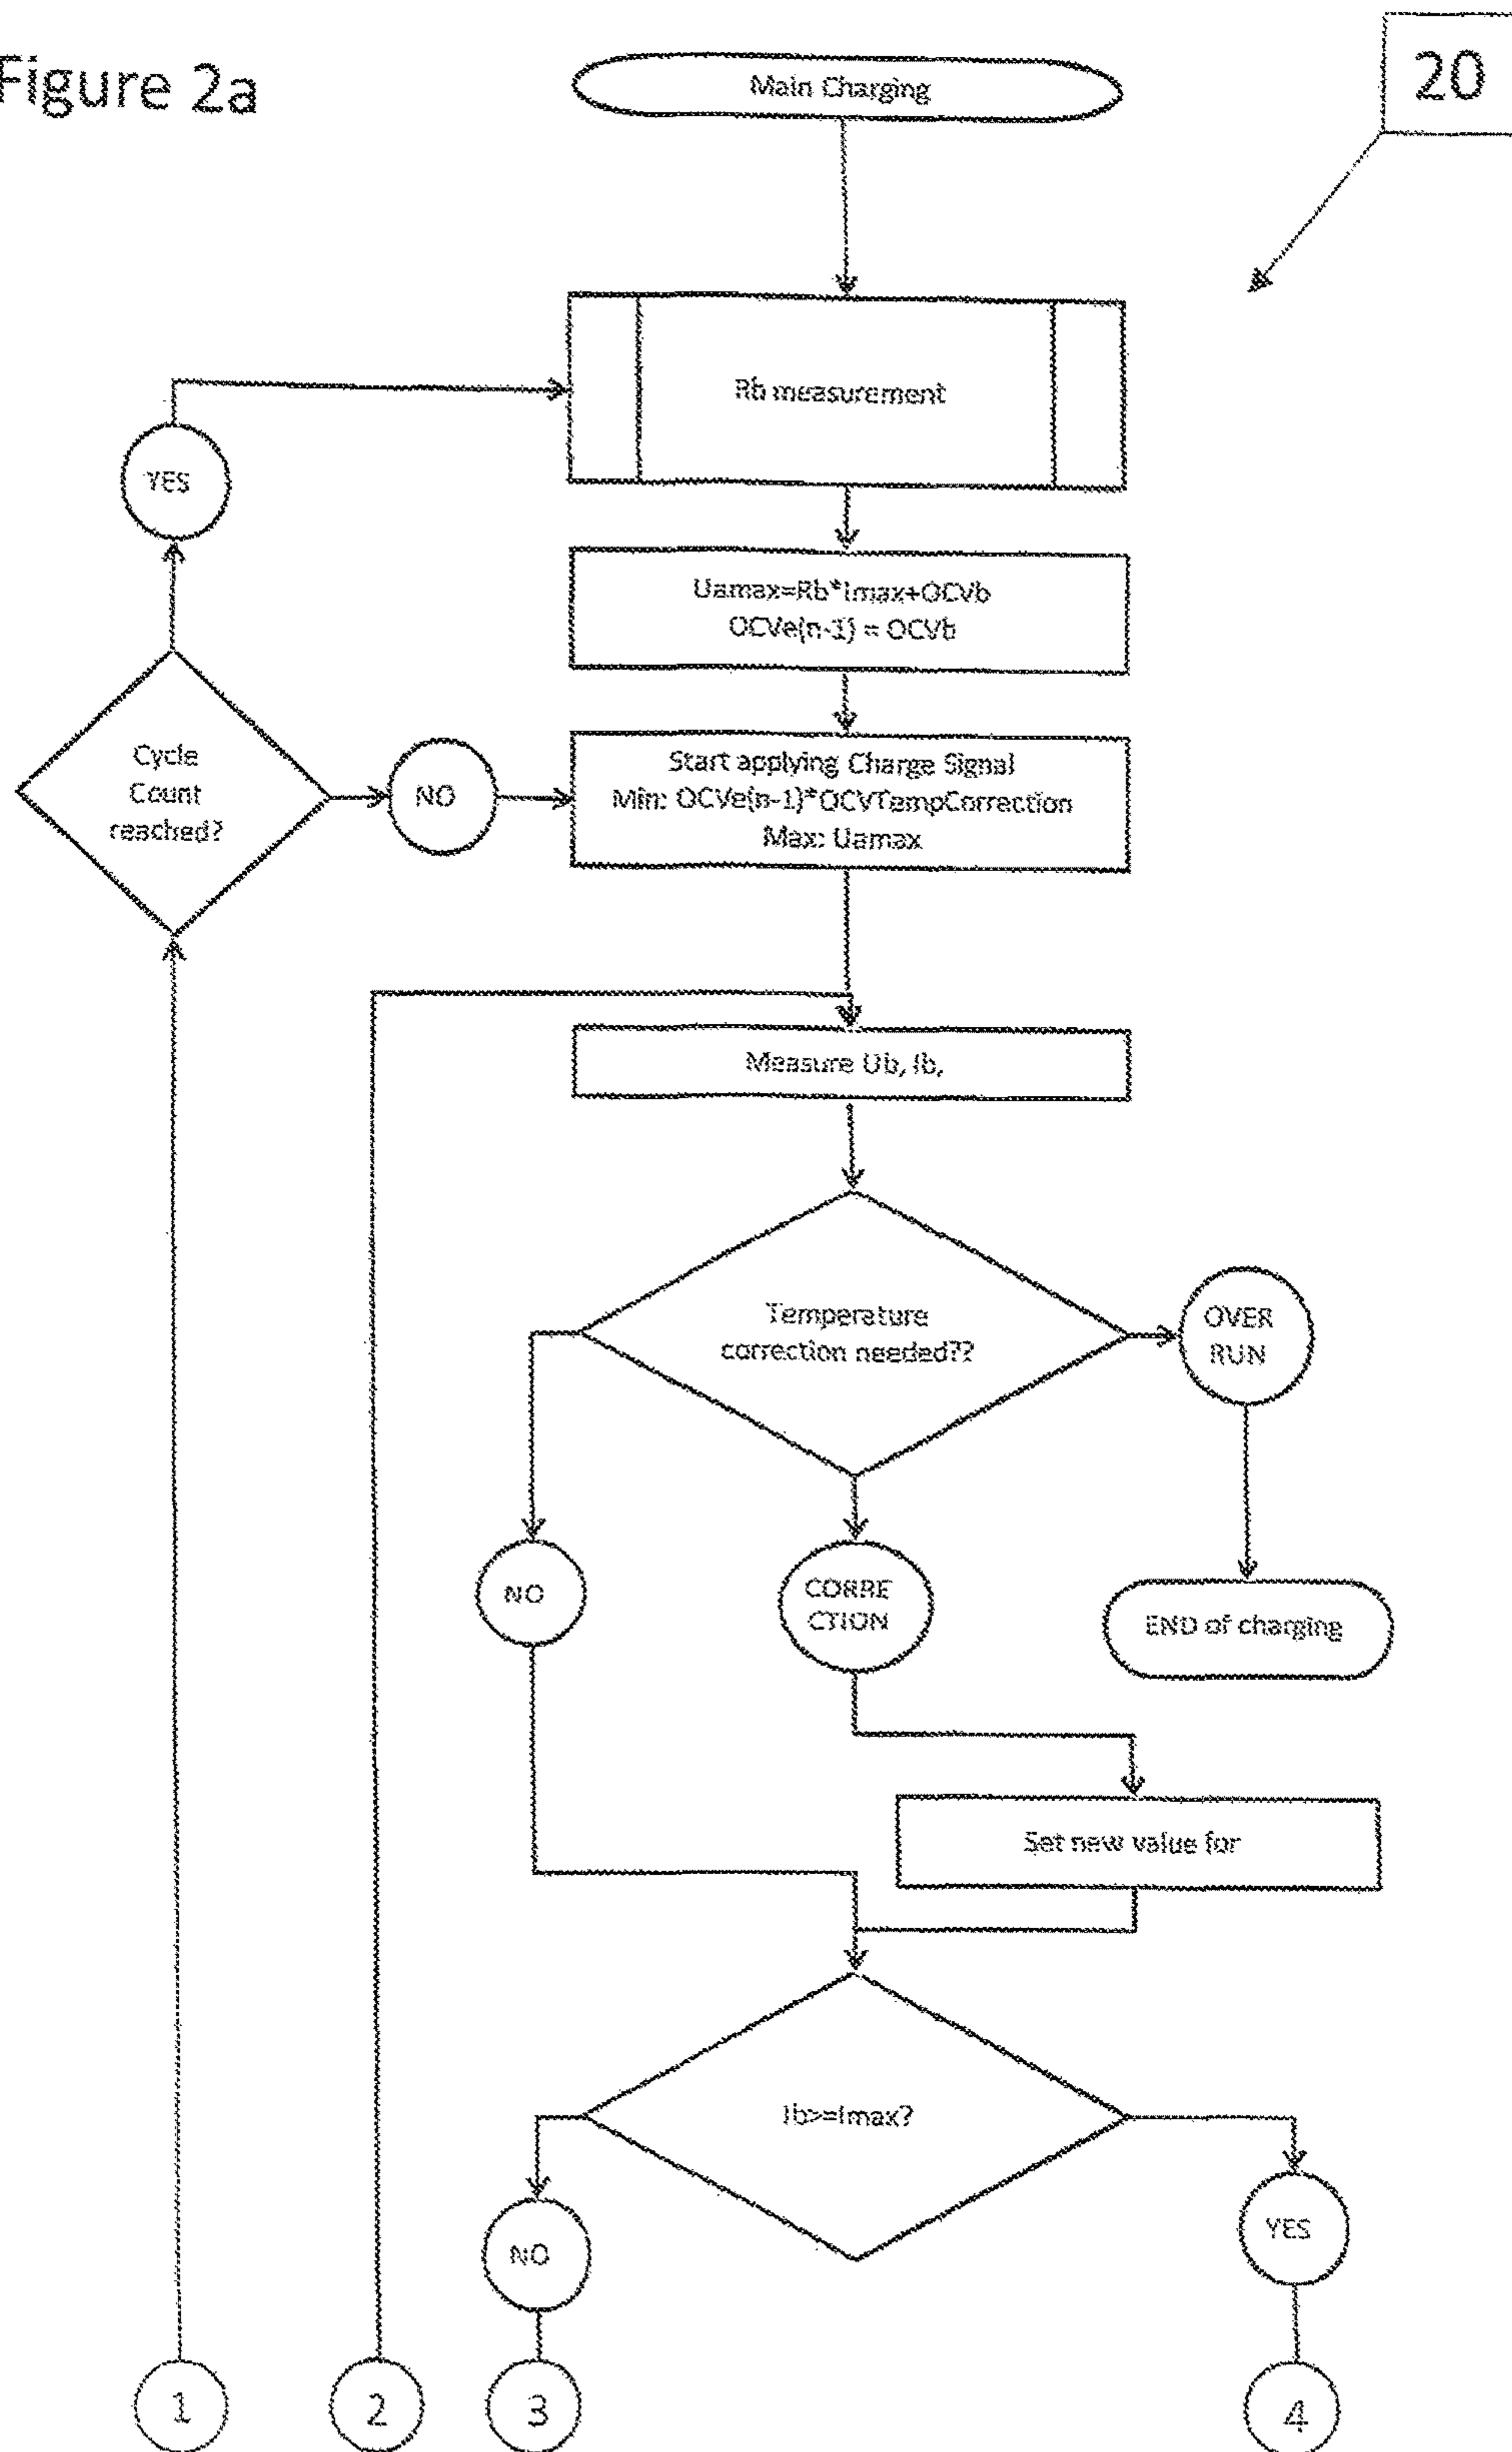 Figure 2a
20
Main Charging
Rb measurement
YES
Uamax=Rb*Imax+OCVb
OCVe(n-1) = OCVb
Cycle
Count
reached?
NO
Start applying Charge Signal
Min: OCVe(n-1)*OCVTempCorrection
Max: Uamax
Measure Ub, Ib,
Temperature
correction needed??
OVER
RUN
NO
CORRE
CTION
END of charging
Set new value for
Ib>=Imax?
NO
YES
1
2
3
4